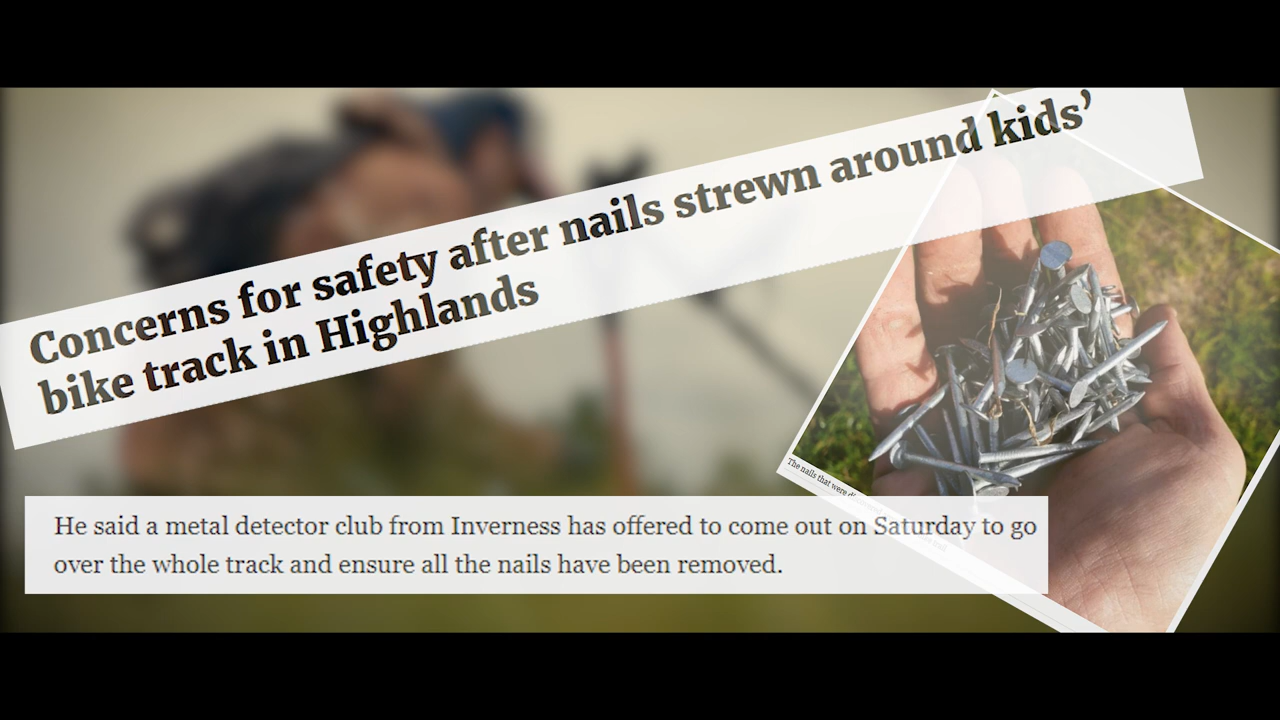 Concerns for safety after nails strewn around kids’
bike track in Highlands
The nails that were
He said a metal detector club from Inverness has offered to come out on Saturday to go
over the whole track and ensure all the nails have been removed.